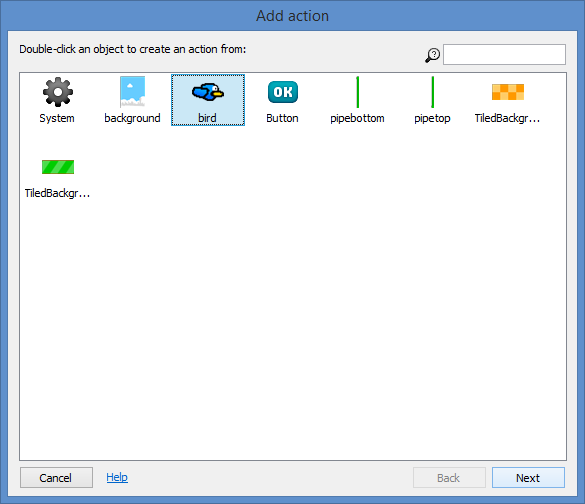 Add action
Double-click an object to create an action from:
System background bird OK Button pipebottom pipetop TiledBackgr...
TiledBackgr...
Cancel Help Back Next